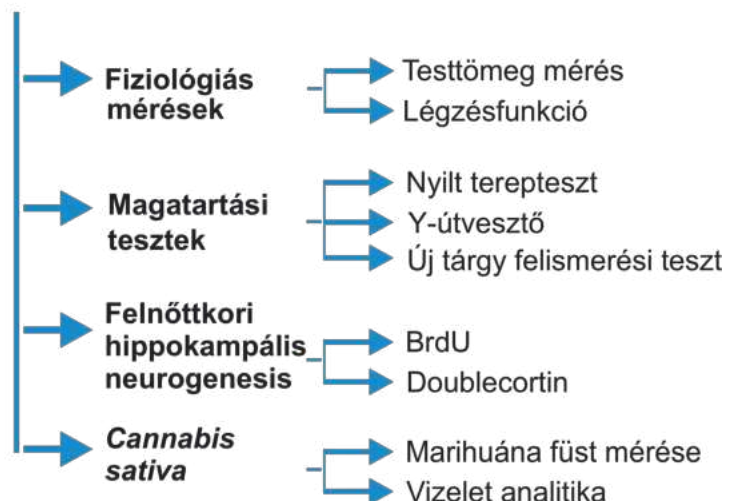 Fiziológiás
mérések
Testtömeg mérés
Légzésfunkció
Magatartási
tesztek
Nyilt terepteszt
Y-útvesztő
Új tárgy felismerési teszt
Felnőttkori
hippokampális
neurogenesis
BrdU
Doublecortin
Cannabis
sativa
Marihuána füst mérése
Vizelet analitika